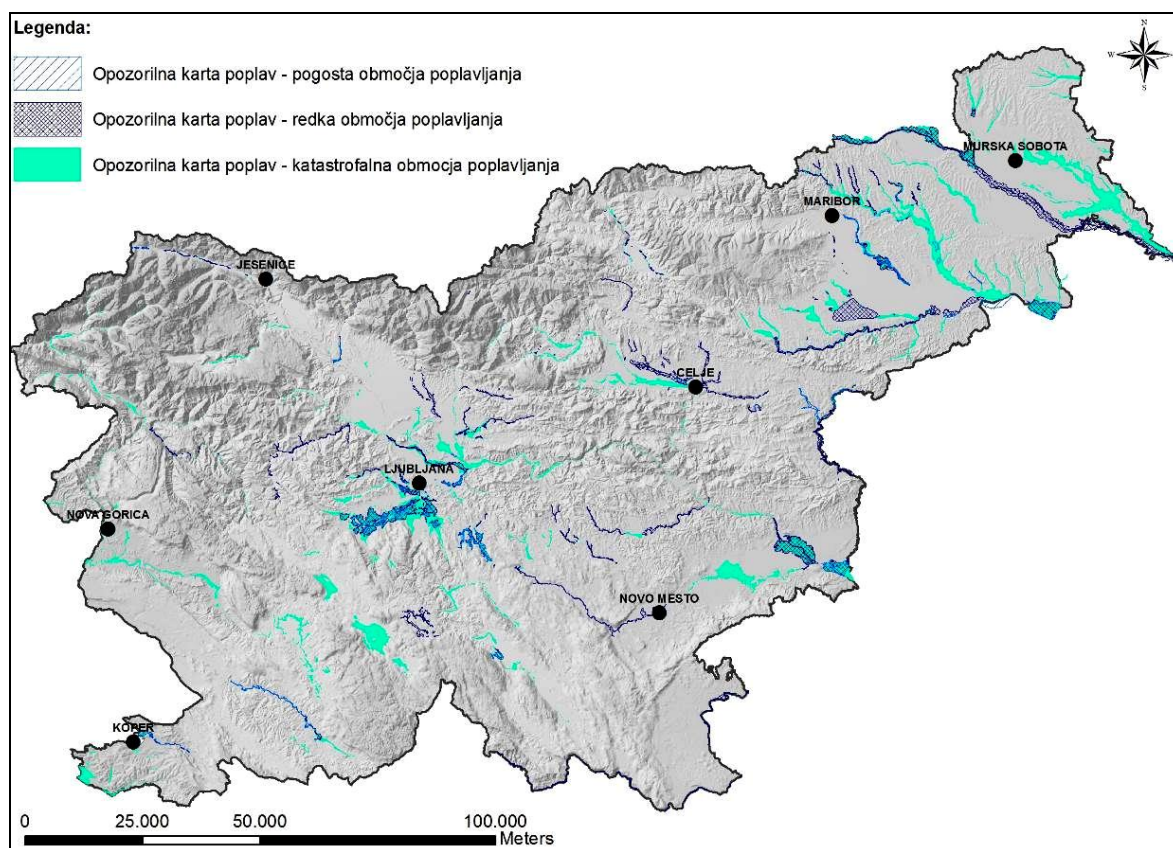 Legenda:
Opozorilna karta poplav - pogosta območja poplavljanja
Opozorilna karta poplav - redka območja poplavljanja
Opozorilna karta poplav - katastrofalna obmocja poplavljanja
N
W E
S
MURSKA SOBOTA
MARIBOR
JESENICE
CELJE
LJUBLJANA
NOVA GORICA
NOVO MESTO
KOPER
0 25.000 50.000 100.000
Meters